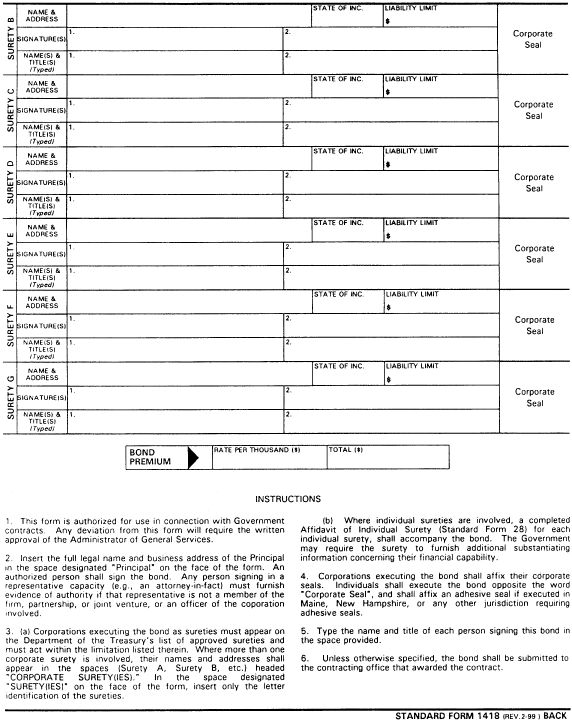 SURETY B
NAME & ADDRESS
STATE OF INC.
LIABILITY LIMIT
$
Corporate Seal
SIGNATURE(S)
1.
2.
NAME(S) & TITLE(S) (Typed)
1.
2.
SURETY C
NAME & ADDRESS
STATE OF INC.
LIABILITY LIMIT
$
Corporate Seal
SIGNATURE(S)
1.
2.
NAME(S) & TITLE(S) (Typed)
1.
2.
SURETY D
NAME & ADDRESS
STATE OF INC.
LIABILITY LIMIT
$
Corporate Seal
SIGNATURE(S)
1.
2.
NAME(S) & TITLE(S) (Typed)
1.
2.
SURETY E
NAME & ADDRESS
STATE OF INC.
LIABILITY LIMIT
$
Corporate Seal
SIGNATURE(S)
1.
2.
NAME(S) & TITLE(S) (Typed)
1.
2.
SURETY F
NAME & ADDRESS
STATE OF INC.
LIABILITY LIMIT
$
Corporate Seal
SIGNATURE(S)
1.
2.
NAME(S) & TITLE(S) (Typed)
1.
2.
SURETY G
NAME & ADDRESS
STATE OF INC.
LIABILITY LIMIT
$
Corporate Seal
SIGNATURE(S)
1.
2.
NAME(S) & TITLE(S) (Typed)
1.
2.
BOND PREMIUM
RATE PER THOUSAND ($)
TOTAL ($)
INSTRUCTIONS
1. This form is authorized for use in connection with Government
contracts. Any deviation from this form will require the written
approval of the Administrator of General Services.
2. Insert the full legal name and business address of the Principal
in the space designated "Principal" on the face of the form. An
authorized person shall sign the bond. Any person signing in a
representative capacity (e.g., an attorney-in-fact) must furnish
evidence of authority if that representative is not a member of the
firm, partnership, or joint venture, or an officer of the coporation
involved.
3. (a) Corporations executing the bond as sureties must appear on
the Department of the Treasury's list of approved sureties and
must act within the limitation listed therein. Where more than one
corporate surety is involved, their names and addresses shall
appear in the spaces (Surety A, Surety B, etc.) headed
"CORPORATE SURETY(IES)." In the space designated
"SURETY(IES)" on the face of the form, insert only the letter
identification of the sureties.
(b) Where individual sureties are involved, a completed
Affidavit of Individual Surety (Standard Form 28) for each
individual surety, shall accompany the bond. The Government
may require the surety to furnish additional substantiating
information concerning their financial capability.
4. Corporations executing the bond shall affix their corporate
seals. Individuals shall execute the bond opposite the word
"Corporate Seal", and shall affix an adhesive seal if executed in
Maine, New Hampshire, or any other jurisdiction requiring
adhesive seals.
5. Type the name and title of each person signing this bond in
the space provided.
6. Unless otherwise specified, the bond shall be submitted to
the contracting office that awarded the contract.
STANDARD FORM 1418 (REV. 2-99) BACK